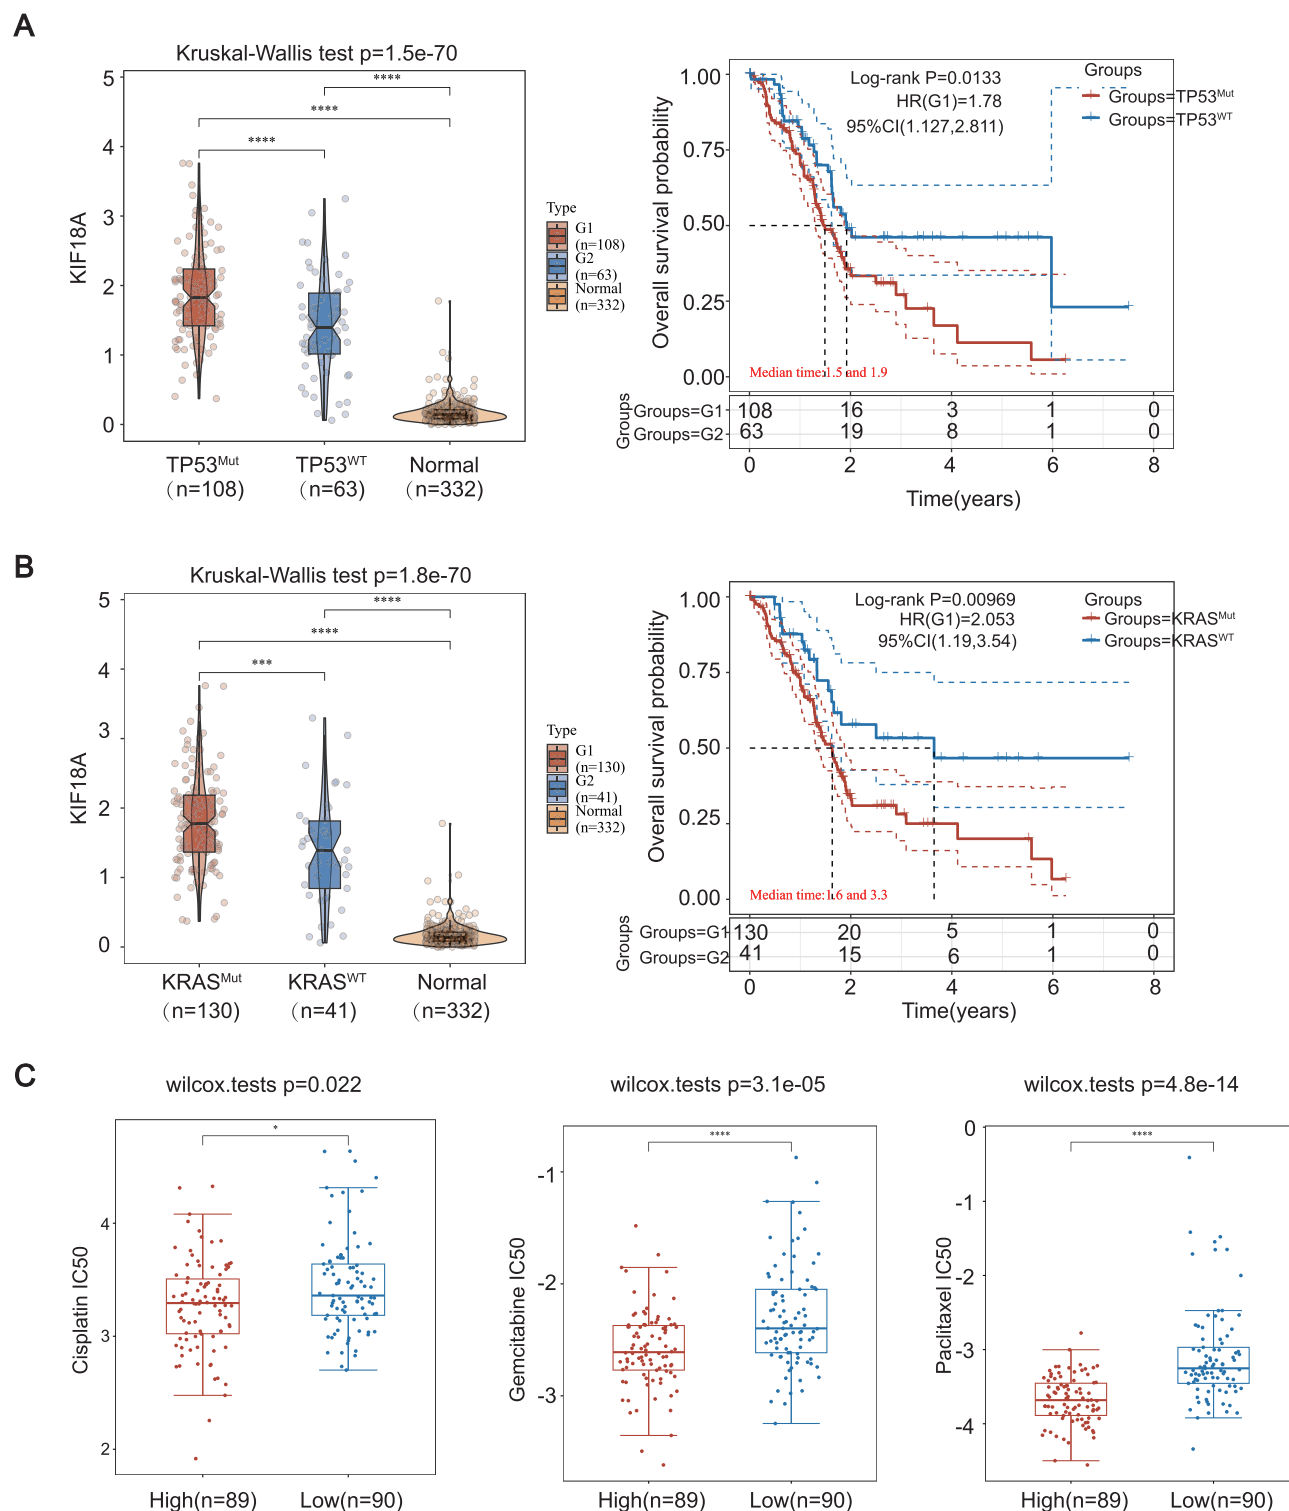 A
Kruskal-Wallis test p=1.5e-70
KIF18A
5
4
3
2
1
0
****
****
****
TP53Mut
(n=108)
TP53WT
(n=63)
Normal
(n=332)
Type
G1
(n=108)
G2
(n=63)
Normal
(n=332)
Overall survival probability
1.00
0.75
0.50
0.25
0.00
Log-rank P=0.0133
HR(G1)=1.78
95%CI(1.127,2.811)
Groups
Groups=TP53Mut
Groups=TP53WT
Median time:1.5 and 1.9
Groups
Groups=G1 108 16 3 1 0
Groups=G2 63 19 8 1 0
0 2 4 6 8
Time(years)
B
Kruskal-Wallis test p=1.8e-70
KIF18A
5
4
3
2
1
0
****
****
***
KRASMut
(n=130)
KRASWT
(n=41)
Normal
(n=332)
Type
G1
(n=130)
G2
(n=41)
Normal
(n=332)
Overall survival probability
1.00
0.75
0.50
0.25
0.00
Log-rank P=0.00969
HR(G1)=2.053
95%CI(1.19,3.54)
Groups
Groups=KRASMut
Groups=KRASWT
Median time:1.6 and 3.3
Groups
Groups=G1 130 20 5 1 0
Groups=G2 41 15 6 1 0
0 2 4 6 8
Time(years)
C
wilcox.tests p=0.022
Cisplatin IC50
4
3
2
*
High(n=89) Low(n=90)
wilcox.tests p=3.1e-05
Gemcitabine IC50
-1
-2
-3
****
High(n=89) Low(n=90)
wilcox.tests p=4.8e-14
Paclitaxel IC50
0
-1
-2
-3
-4
****
High(n=89) Low(n=90)